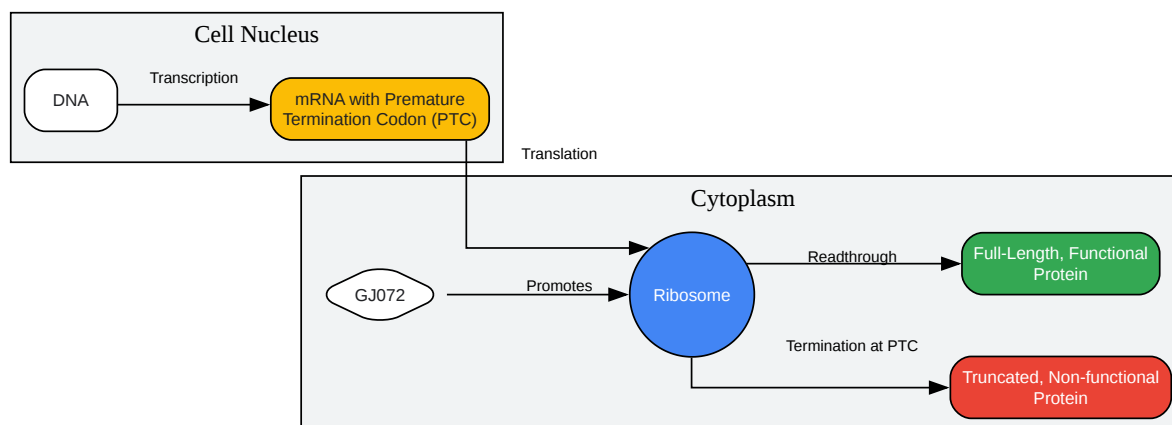 Cell Nucleus
Transcription
DNA
mRNA with Premature
Termination Codon (PTC)
Translation
Cytoplasm
Readthrough
Full-Length, Functional
Protein
GJ072
Promotes
Ribosome
Termination at PTC
Truncated, Non-functional
Protein